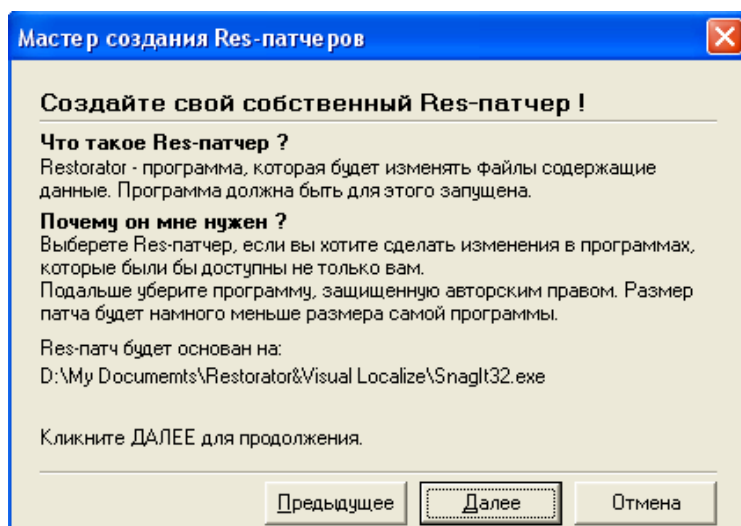 Мастер создания Res-патчеров
Создайте свой собственный Res-патчер !
Что такое Res-патчер ?
Restorator - программа, которая будет изменять файлы содержащие
данные. Программа должна быть для этого запущена.
Почему он мне нужен ?
Выберете Res-патчер, если вы хотите сделать изменения в программах,
которые были бы доступны не только вам.
Подальше уберите программу, защищенную авторским правом. Размер
патча будет намного меньше размера самой программы.
Res-патч будет основан на:
D:\My Documemts\Restorator&Visual Localize\SnagIt32.exe
Кликните ДАЛЕЕ для продолжения.
Предыдущее Далее Отмена